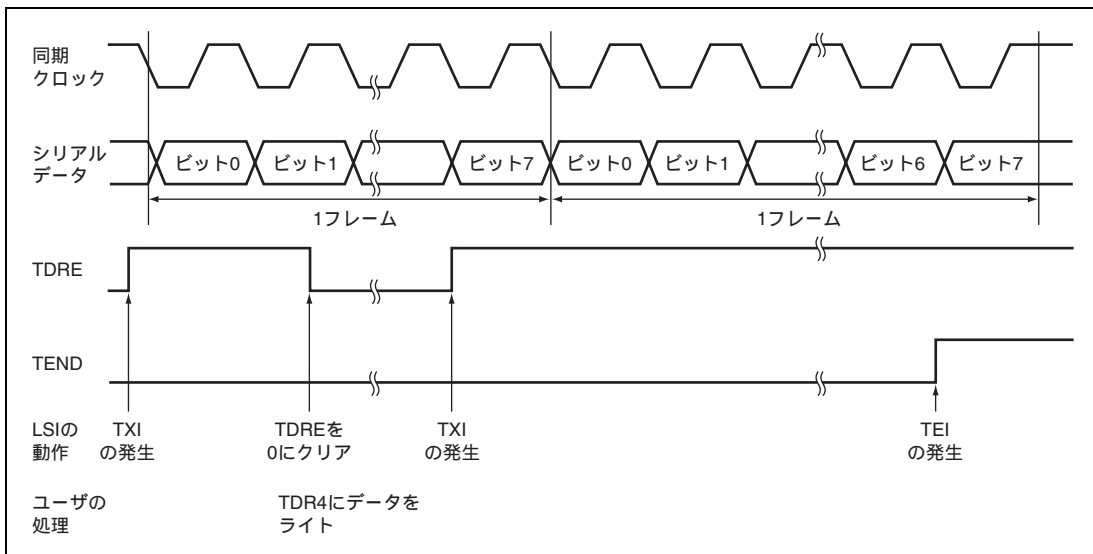 同期
クロック
シリアル
データ
ビット0 ビット1 ビット7 ビット0 ビット1 ビット6 ビット7
1フレーム 1フレーム
TDRE
TEND
LSIの
動作
TXI
の発生
TDREを
0にクリア
TXI
の発生
TEI
の発生
ユーザの
処理
TDR4にデータを
ライト